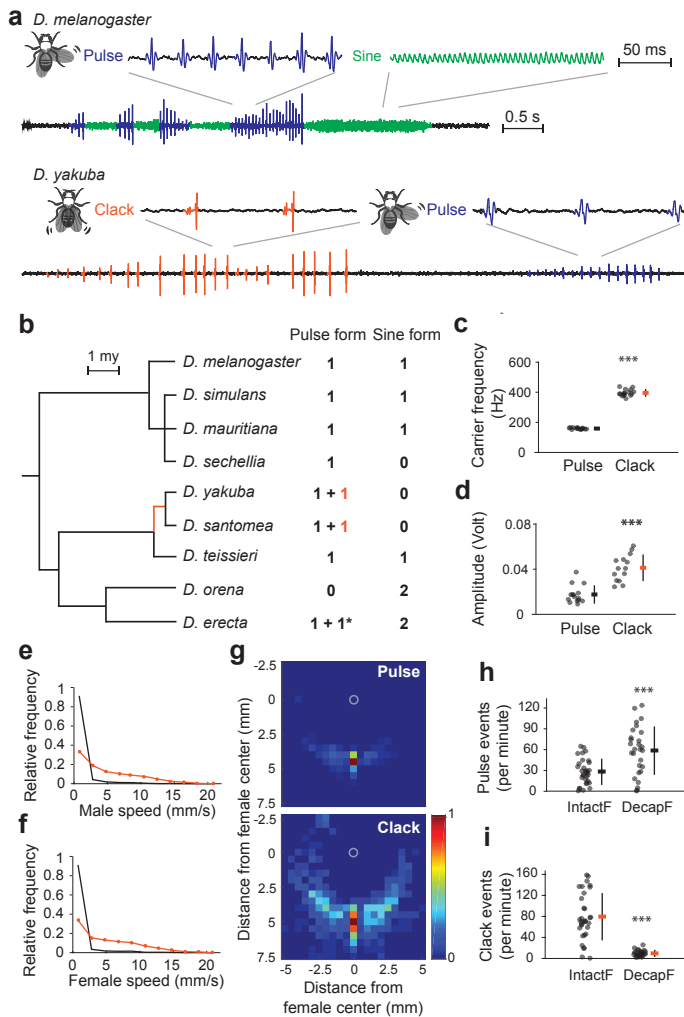 a
D. melanogaster
Pulse
Sine
50 ms
0.5 s
D. yakuba
Clack
Pulse
b
Pulse form Sine form
1 my
D. melanogaster 1 1
D. simulans 1 1
D. mauritiana 1 1
D. sechellia 1 0
D. yakuba 1 + 1 0
D. santomea 1 + 1 0
D. teissieri 1 1
D. orena 0 2
D. erecta 1 + 1* 2
c
Carrier frequency
(Hz)
600
400
200
0
***
Pulse Clack
d
Amplitude (Volt)
0.08
0.04
0
***
Pulse Clack
e
Relative frequency
1
0.8
0.6
0.4
0.2
0
0 5 10 15 20
Male speed (mm/s)
f
Relative frequency
1
0.8
0.6
0.4
0.2
0
0 5 10 15 20
Female speed (mm/s)
g
Distance from female center (mm)
-2.5
0
2.5
5.0
7.5
Pulse
-2.5
0
2.5
5.0
7.5
Clack
1
0
-5 -2.5 0 2.5 5
Distance from
female center (mm)
h
Pulse events
(per minute)
120
90
60
30
0
***
IntactF DecapF
i
Clack events
(per minute)
160
120
80
40
0
***
IntactF DecapF